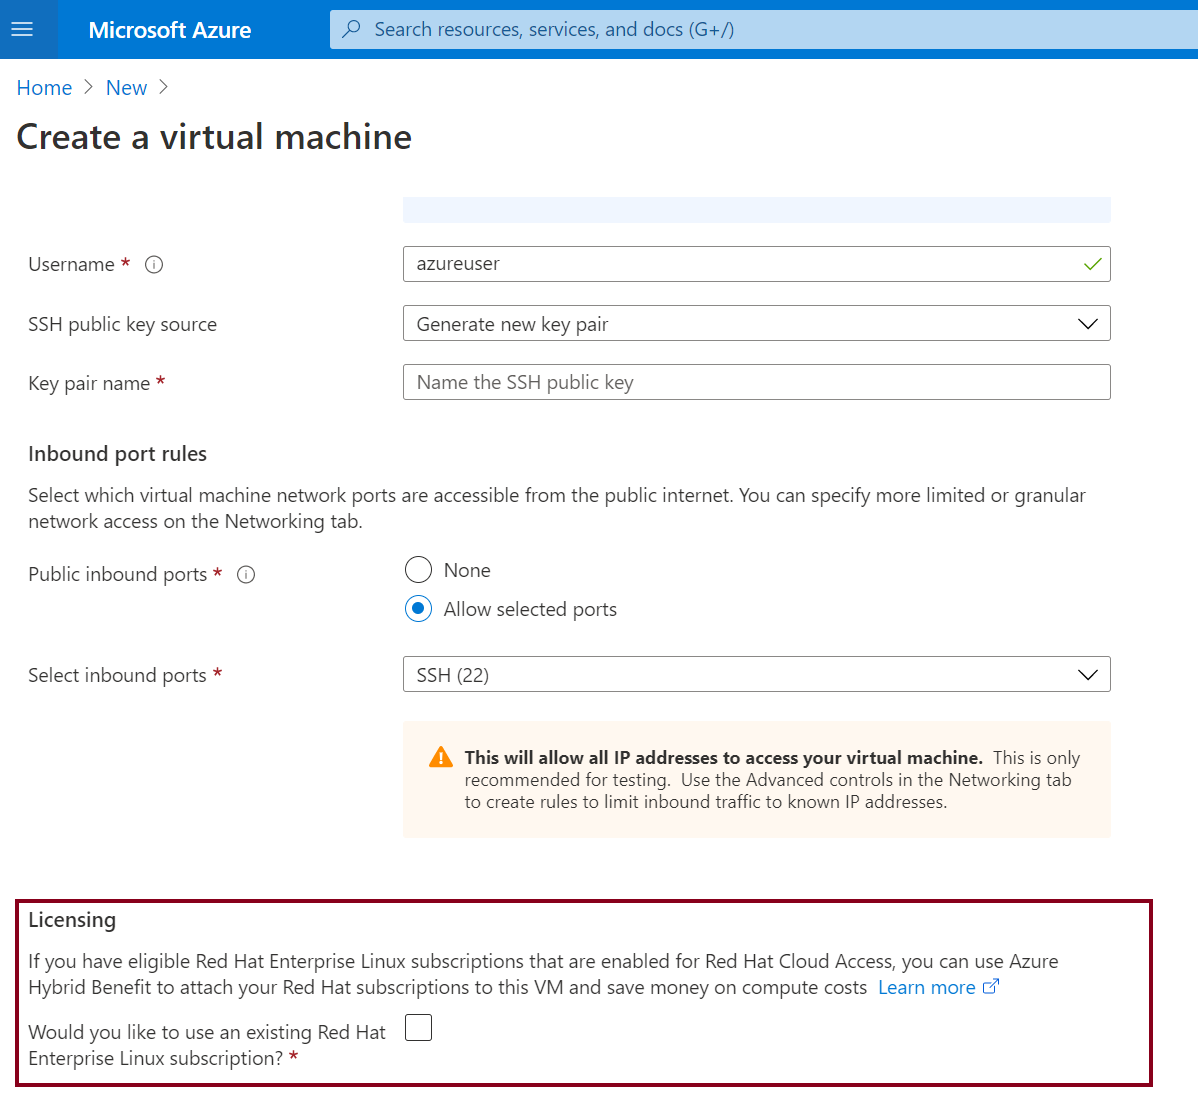 Microsoft Azure
Search resources, services, and docs (G+/)
Home > New >
Create a virtual machine
Username *
azureuser
SSH public key source
Generate new key pair
Key pair name *
Name the SSH public key
Inbound port rules
Select which virtual machine network ports are accessible from the public internet. You can specify more limited or granular
network access on the Networking tab.
Public inbound ports *
None
Allow selected ports
Select inbound ports *
SSH (22)
This will allow all IP addresses to access your virtual machine. This is only
recommended for testing. Use the Advanced controls in the Networking tab
to create rules to limit inbound traffic to known IP addresses.
Licensing
If you have eligible Red Hat Enterprise Linux subscriptions that are enabled for Red Hat Cloud Access, you can use Azure
Hybrid Benefit to attach your Red Hat subscriptions to this VM and save money on compute costs Learn more
Would you like to use an existing Red Hat
Enterprise Linux subscription? *